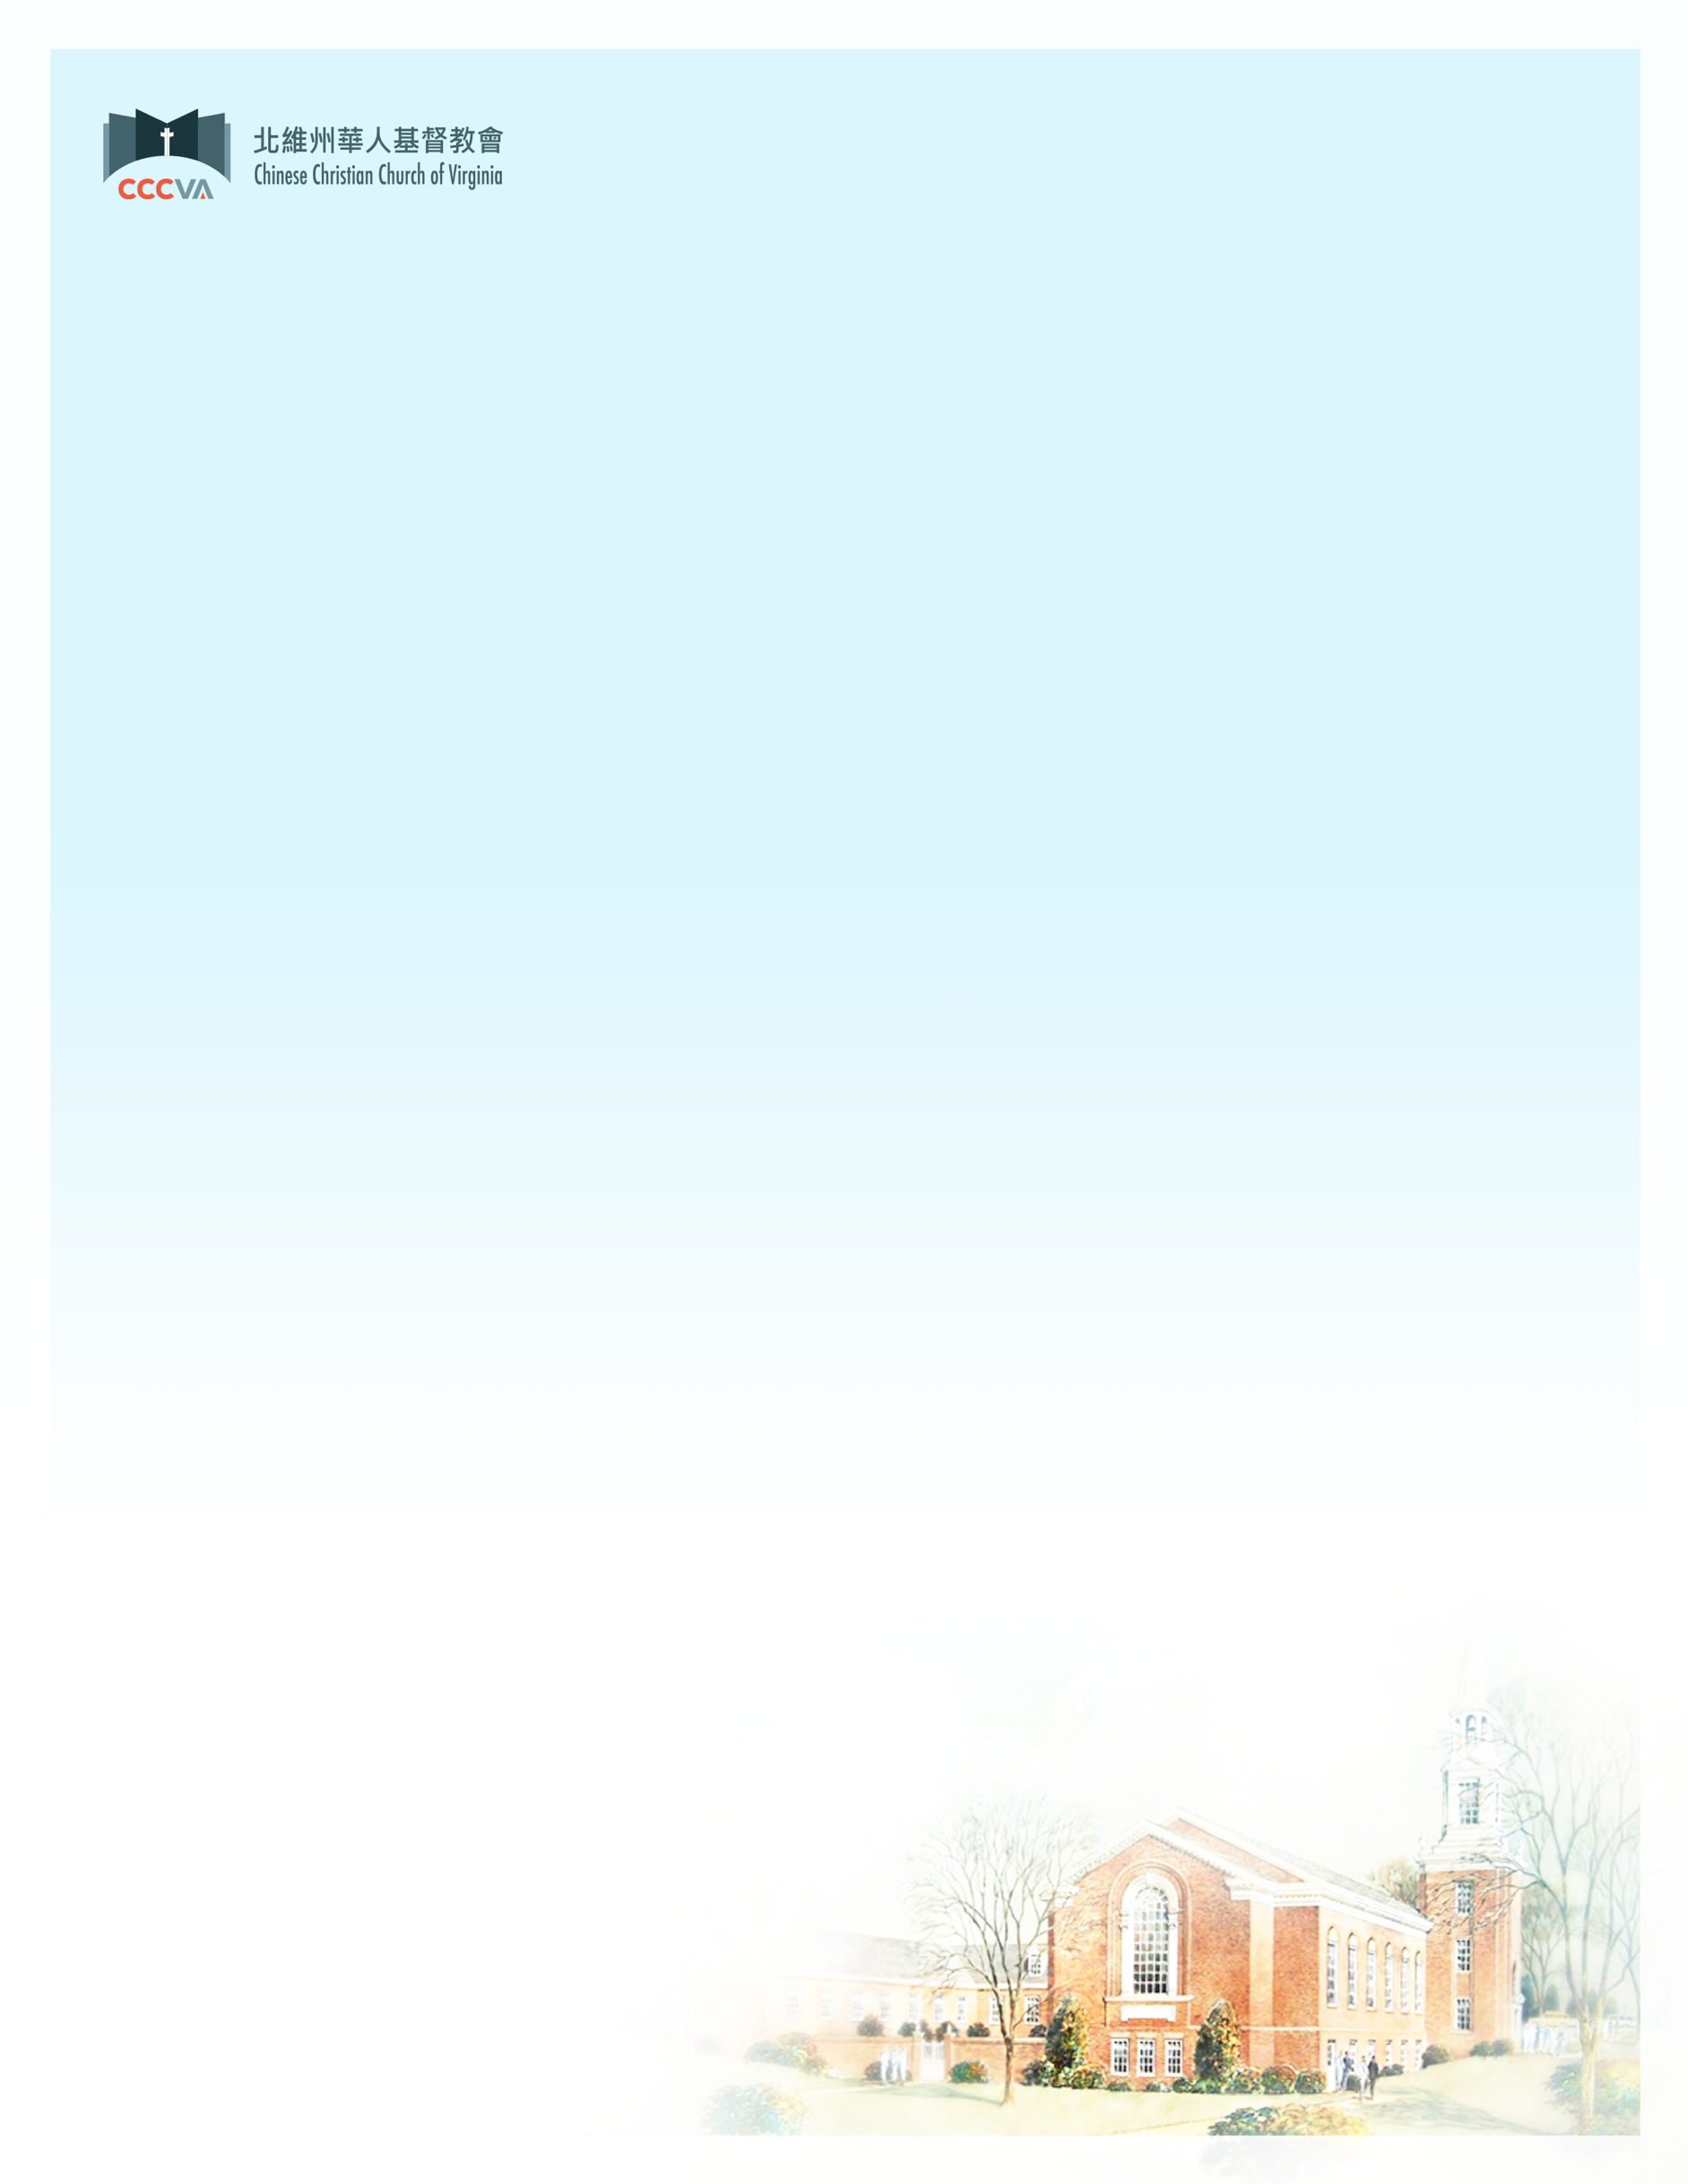 北維州華人基督教會
Chinese Christian Church of Virginia
CCCVA